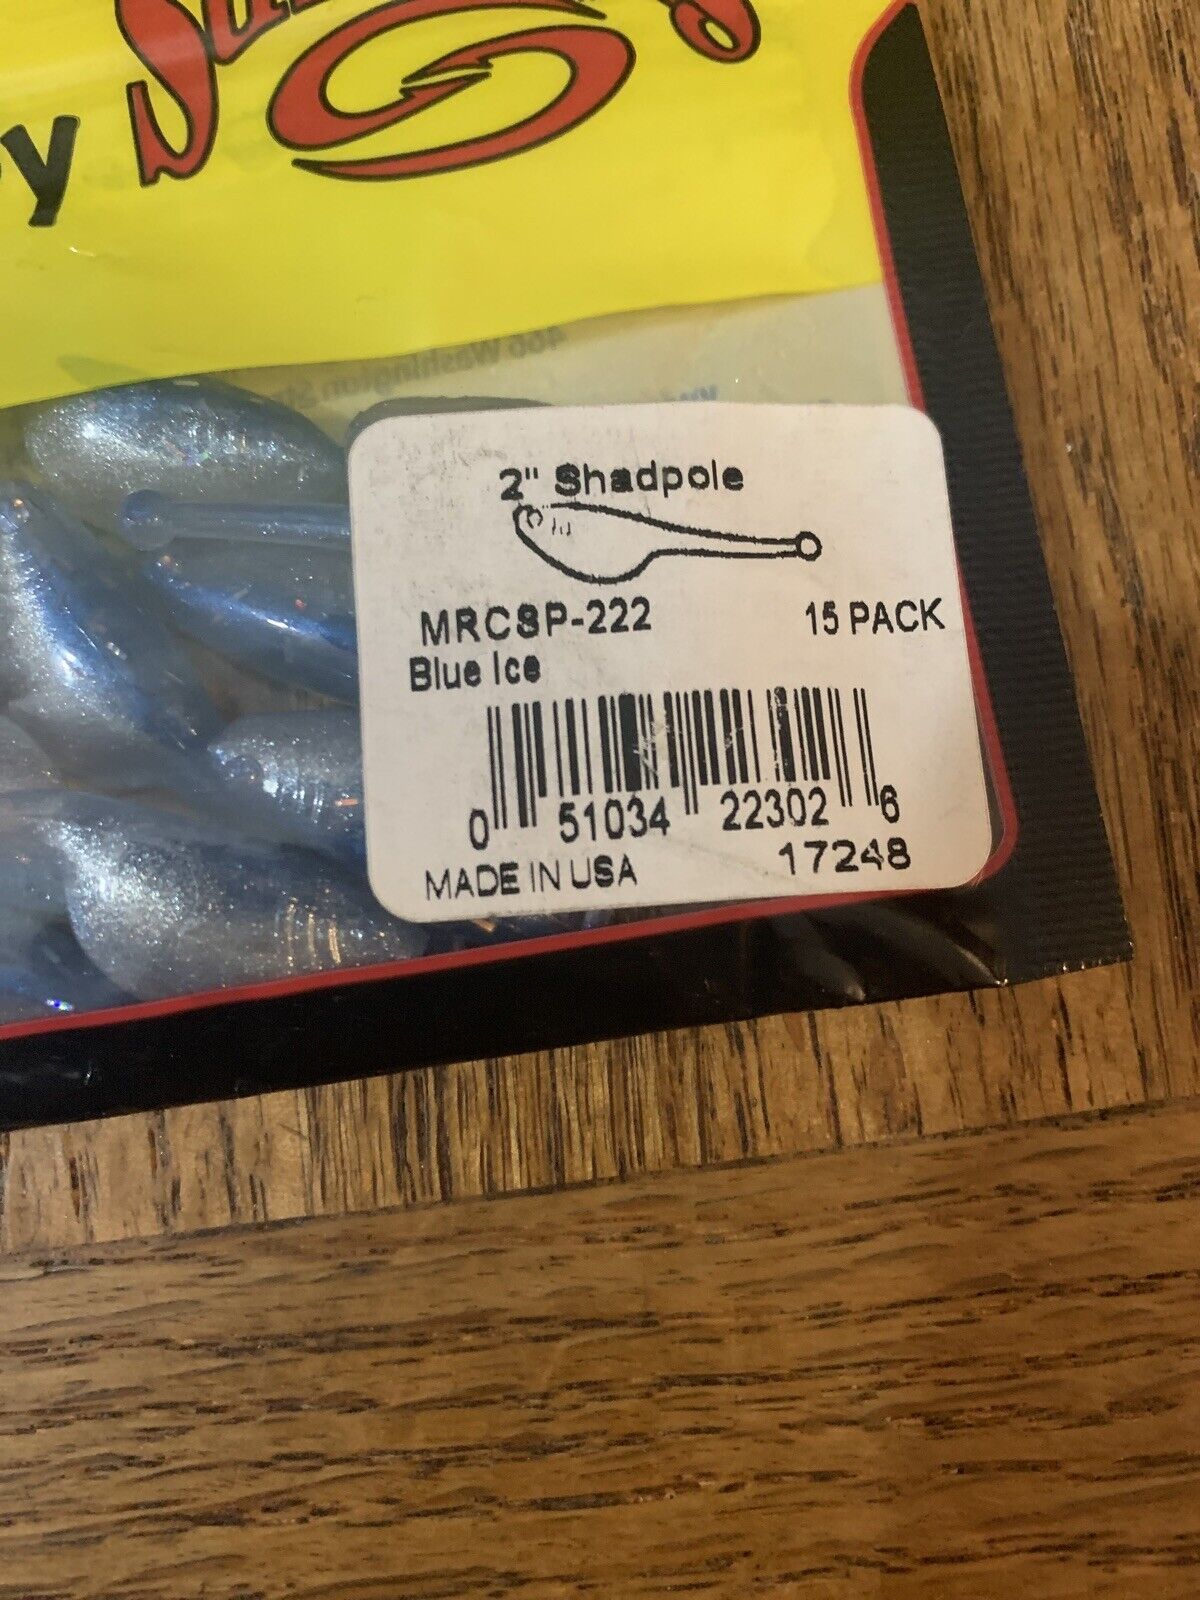 2" Shadpole
MRCSP-222 15 PACK
Blue Ice
0 51034 22302 6
MADE IN USA 17248